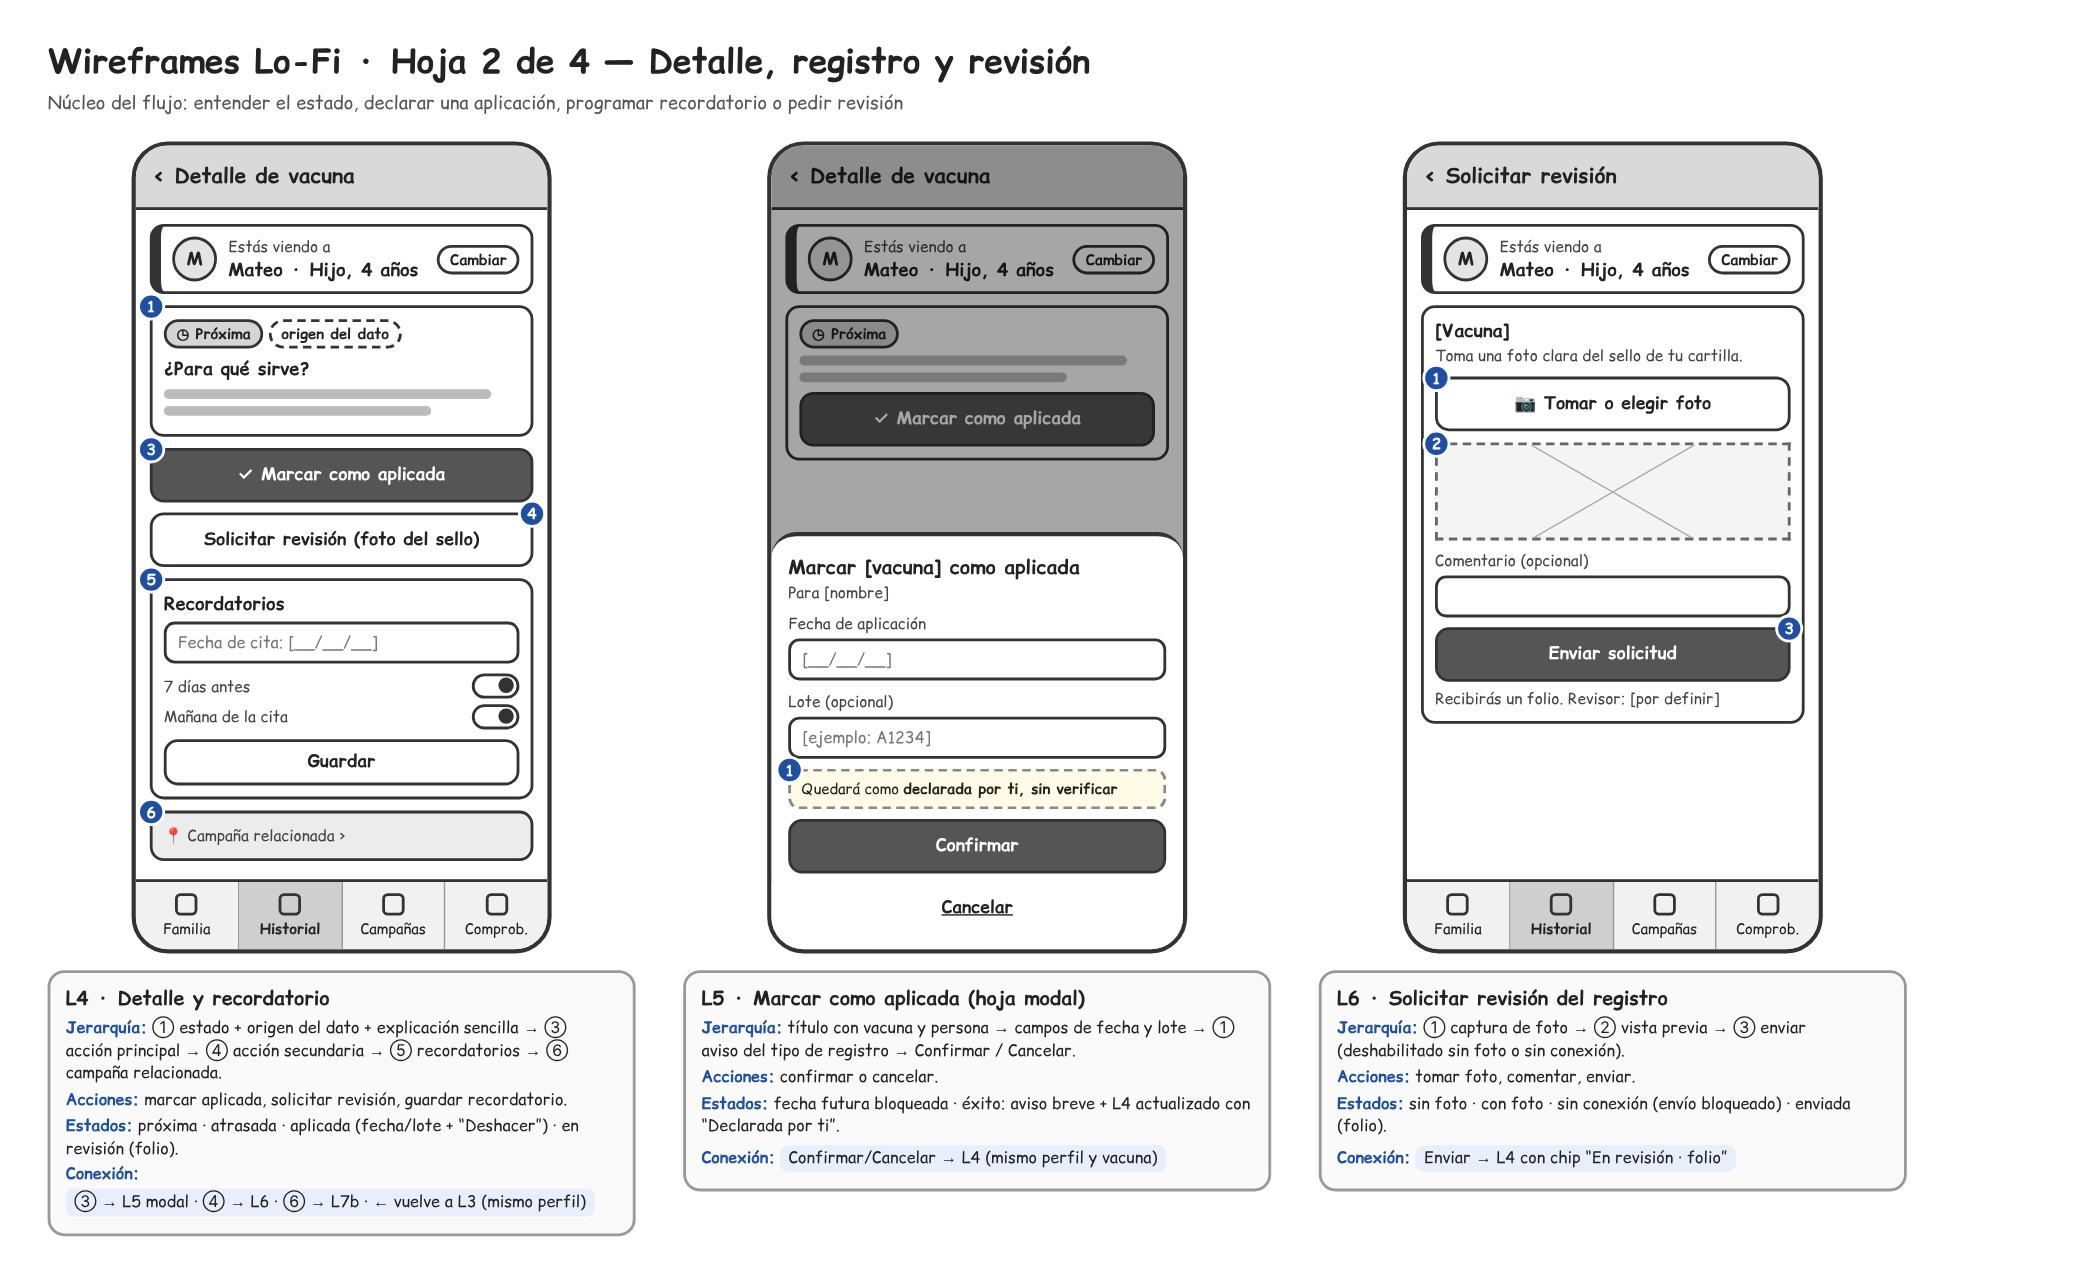 Wireframes Lo-Fi · Hoja 2 de 4 — Detalle, registro y revisión
Núcleo del flujo: entender el estado, declarar una aplicación, programar recordatorio o pedir revisión
‹ Detalle de vacuna
M
Estás viendo a
Mateo · Hijo, 4 años
Cambiar
1
◷ Próxima
origen del dato
¿Para qué sirve?
3
✓ Marcar como aplicada
4
Solicitar revisión (foto del sello)
5
Recordatorios
Fecha de cita: [__/__/__]
7 días antes
Mañana de la cita
Guardar
6
📍 Campaña relacionada ›
Familia
Historial
Campañas
Comprob.
L4 · Detalle y recordatorio
Jerarquía: ① estado + origen del dato + explicación sencilla → ③
acción principal → ④ acción secundaria → ⑤ recordatorios → ⑥
campaña relacionada.
Acciones: marcar aplicada, solicitar revisión, guardar recordatorio.
Estados: próxima · atrasada · aplicada (fecha/lote + “Deshacer”) · en
revisión (folio).
Conexión:
③ → L5 modal · ④ → L6 · ⑥ → L7b · ← vuelve a L3 (mismo perfil)
‹ Detalle de vacuna
M
Estás viendo a
Mateo · Hijo, 4 años
Cambiar
◷ Próxima
✓ Marcar como aplicada
Marcar [vacuna] como aplicada
Para [nombre]
Fecha de aplicación
[__/__/__]
Lote (opcional)
[ejemplo: A1234]
1
Quedará como declarada por ti, sin verificar
Confirmar
Cancelar
L5 · Marcar como aplicada (hoja modal)
Jerarquía: título con vacuna y persona → campos de fecha y lote → ①
aviso del tipo de registro → Confirmar / Cancelar.
Acciones: confirmar o cancelar.
Estados: fecha futura bloqueada · éxito: aviso breve + L4 actualizado con
“Declarada por ti”.
Conexión: Confirmar/Cancelar → L4 (mismo perfil y vacuna)
‹ Solicitar revisión
M
Estás viendo a
Mateo · Hijo, 4 años
Cambiar
[Vacuna]
Toma una foto clara del sello de tu cartilla.
1
📷 Tomar o elegir foto
2
Comentario (opcional)
3
Enviar solicitud
Recibirás un folio. Revisor: [por definir]
Familia
Historial
Campañas
Comprob.
L6 · Solicitar revisión del registro
Jerarquía: ① captura de foto → ② vista previa → ③ enviar
(deshabilitado sin foto o sin conexión).
Acciones: tomar foto, comentar, enviar.
Estados: sin foto · con foto · sin conexión (envío bloqueado) · enviada
(folio).
Conexión: Enviar → L4 con chip “En revisión · folio”